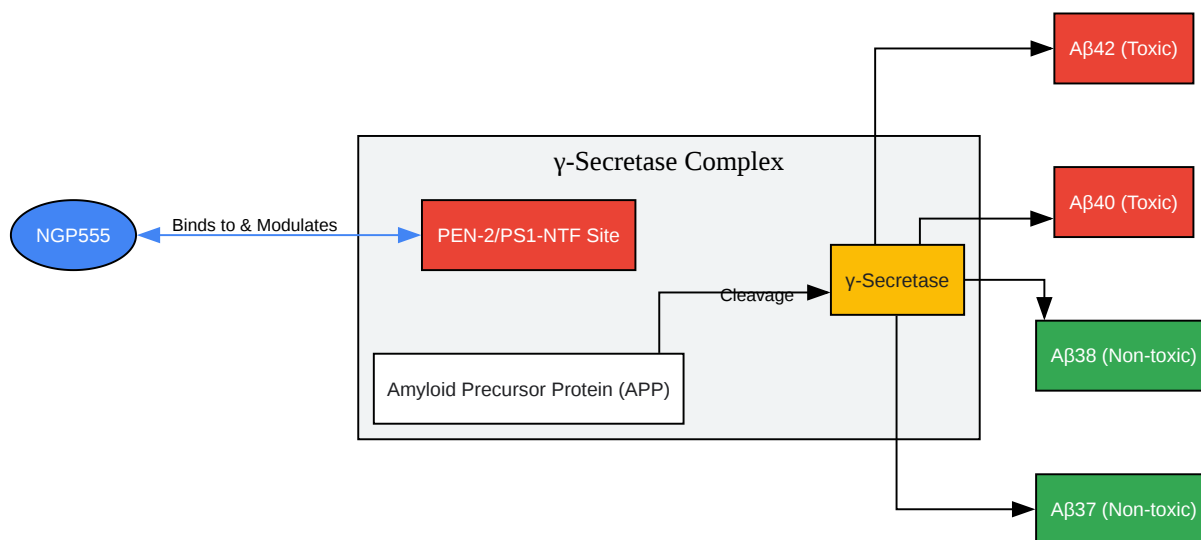 Aβ42 (Toxic)
γ-Secretase Complex
Aβ40 (Toxic)
NGP555
Binds to & Modulates
PEN-2/PS1-NTF Site
γ-Secretase
Cleavage
Aβ38 (Non-toxic)
Amyloid Precursor Protein (APP)
Aβ37 (Non-toxic)